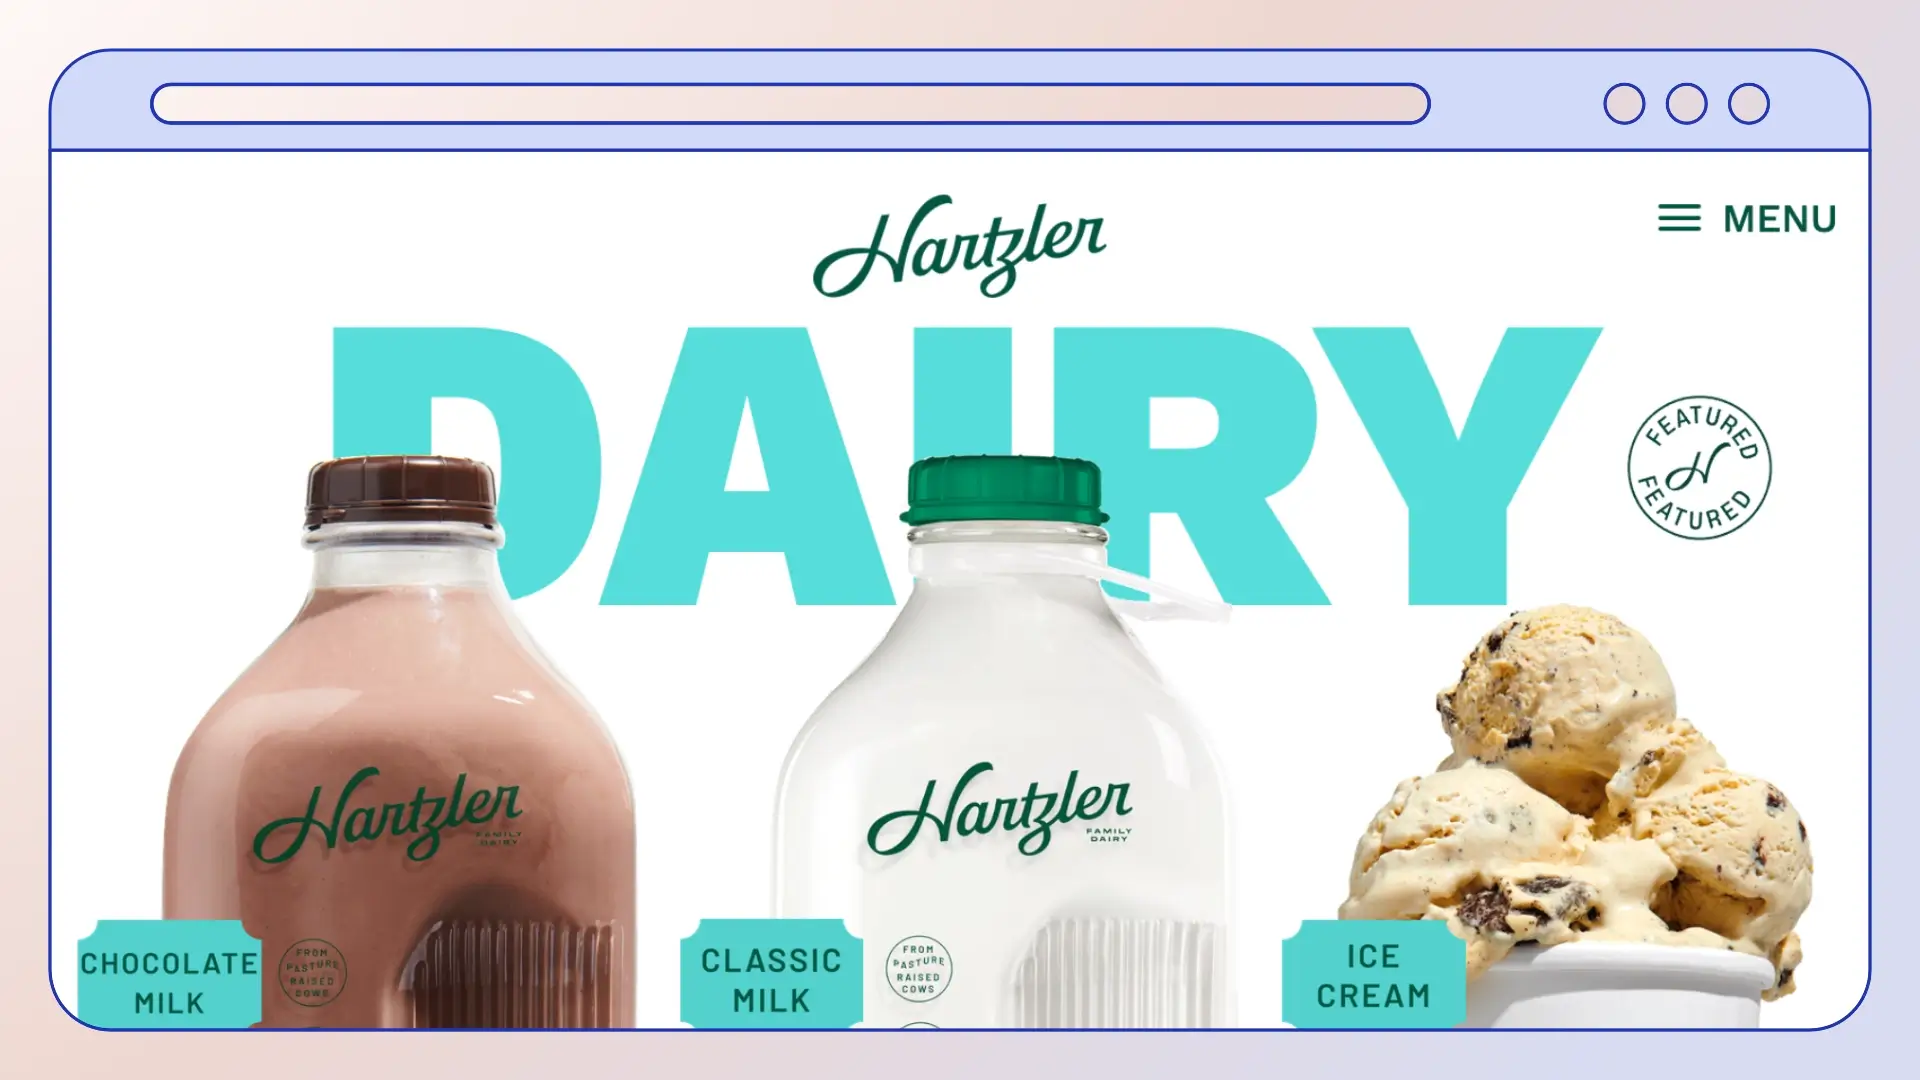 Hartzler
MENU
DAIRY
FEATURED
H
FEATURED
Hartzler
FAMILY
DAIRY
Hartzler
FAMILY
DAIRY
CHOCOLATE
MILK
FROM
PASTURE
RAISED
COWS
CLASSIC
MILK
FROM
PASTURE
RAISED
COWS
ICE
CREAM